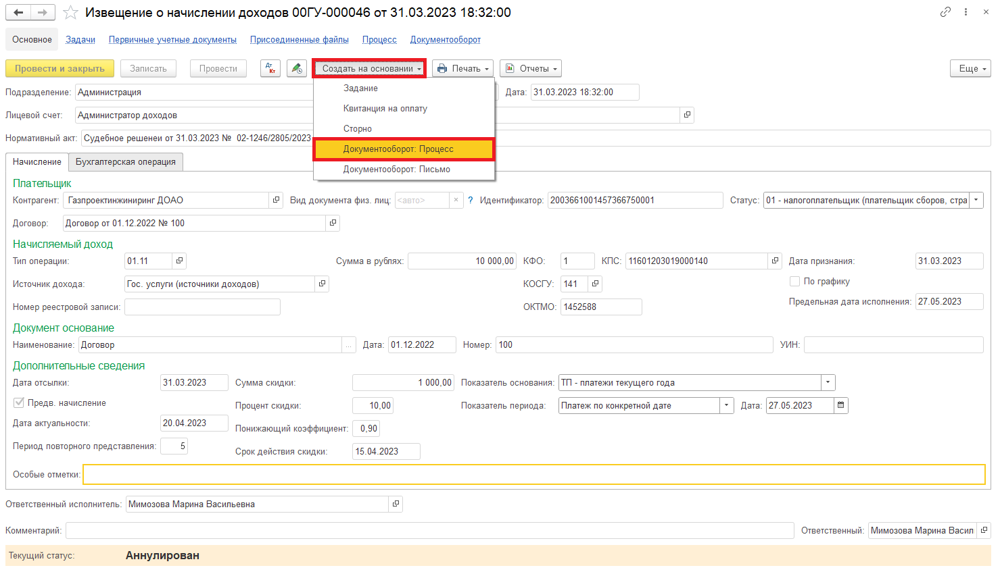 Извещение о начислении доходов 00ГУ-000046 от 31.03.2023 18:32:00
Основное Задачи Первичные учетные документы Присоединенные файлы Процесс Документооборот
Провести и закрыть Записать Провести Дт Кт Создать на основании Печать Отчеты Еще
Подразделение: Администрация Дата: 31.03.2023 18:32:00
Задание
Квитанция на оплату
Лицевой счет: Администратор доходов
Сторно
Нормативный акт: Судебное решенеи от 31.03.2023 № 02-1246/2805/2023
Документооборот: Процесс
Документооборот: Письмо
Начисление Бухгалтерская операция
Плательщик
Контрагент: Газпроектинжиниринг ДОАО Вид документа физ. лиц: <авто> × ? Идентификатор: 2003661001457366750001 Статус: 01 - налогоплательщик (плательщик сборов, стра
Договор: Договор от 01.12.2022 № 100
Начисляемый доход
Тип операции: 01.11 Сумма в рублях: 10 000,00 КФО: 1 КПС: 11601203019000140 Дата признания: 31.03.2023
Источник дохода: Гос. услуги (источники доходов) КОСГУ: 141 По графику
Номер реестровой записи: ОКТМО: 1452588 Предельная дата исполнения: 27.05.2023
Документ основание
Наименование: Договор ... Дата: 01.12.2022 Номер: 100 УИН:
Дополнительные сведения
Дата отсылки: 31.03.2023 Сумма скидки: 1 000,00 Показатель основания: ТП - платежи текущего года
Предв. начисление Процент скидки: 10,00 Показатель периода: Платеж по конкретной дате Дата: 27.05.2023
Дата актуальности: 20.04.2023 Понижающий коэффициент: 0,90
Период повторного представления: 5 Срок действия скидки: 15.04.2023
Особые отметки:
Ответственный исполнитель: Мимозова Марина Васильевна
Комментарий: Ответственный: Мимозова Марина Васил
Текущий статус: Аннулирован